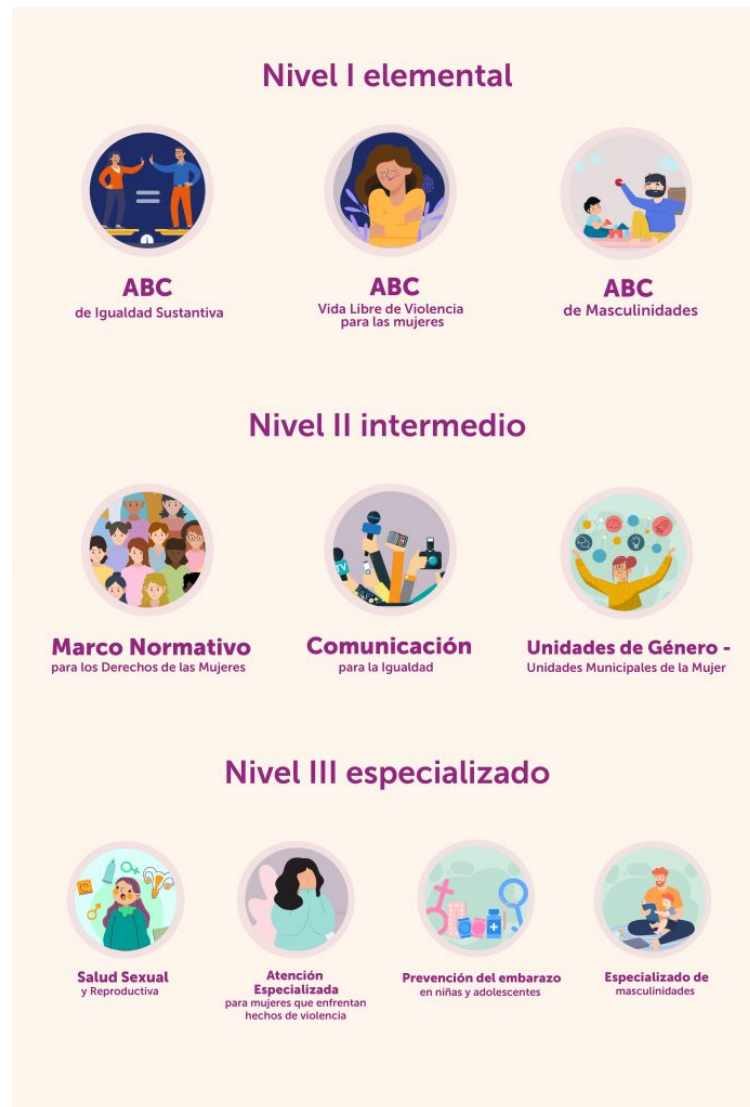 Nivel I elemental
ABC
de Igualdad Sustantiva
ABC
Vida Libre de Violencia
para las mujeres
ABC
de Masculinidades
Nivel II intermedio
Marco Normativo
para los Derechos de las Mujeres
Comunicación
para la Igualdad
Unidades de Género -
Unidades Municipales de la Mujer
Nivel III especializado
Salud Sexual
y Reproductiva
Atención
Especializada
para mujeres que enfrentan
hechos de violencia
Prevención del embarazo
en niñas y adolescentes
Especializado de
masculinidades